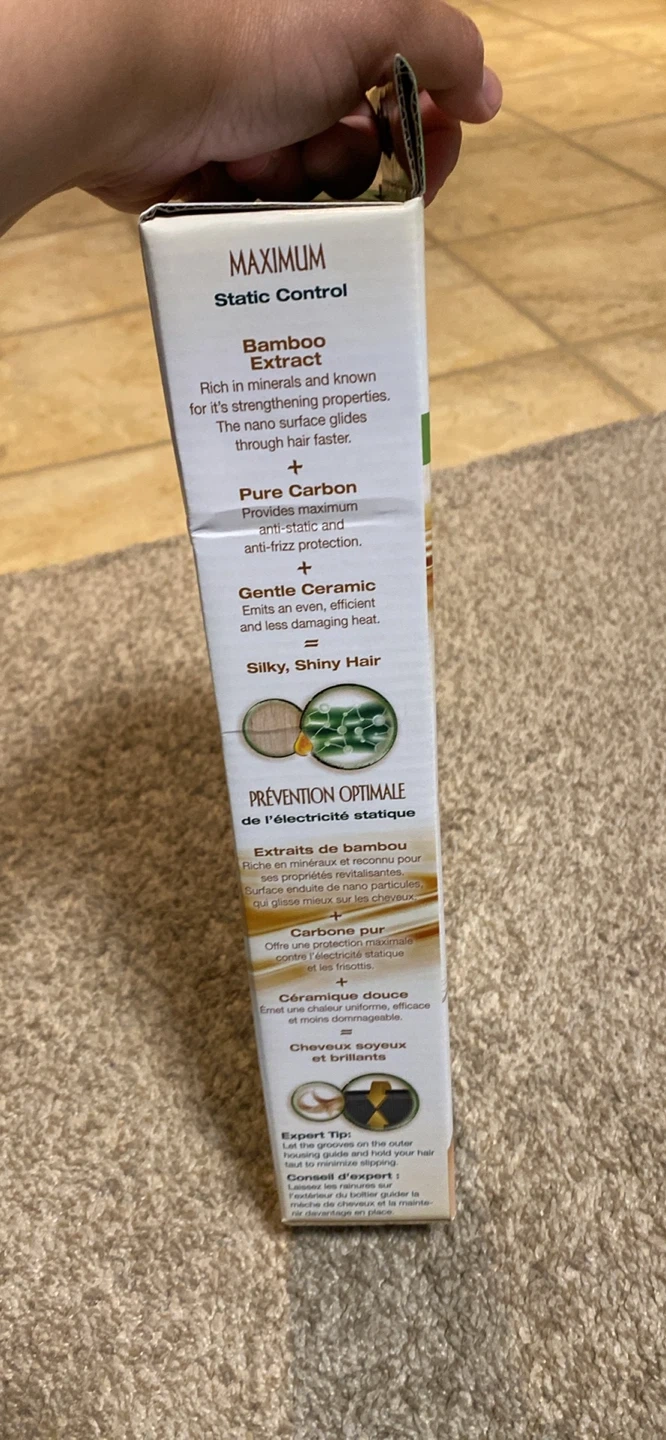 MAXIMUM
Static Control
Bamboo
Extract
Rich in minerals and known
for it's strengthening properties.
The nano surface glides
through hair faster.
+
Pure Carbon
Provides maximum
anti-static and
anti-frizz protection.
+
Gentle Ceramic
Emits an even, efficient
and less damaging heat.
=
Silky, Shiny Hair
PRÉVENTION OPTIMALE
de l'électricité statique
Extraits de bambou
Riche en minéraux et reconnu pour
ses propriétés revitalisantes.
Surface enduite de nano particules,
qui glisse mieux sur les cheveux.
+
Carbone pur
Offre une protection maximale
contre l'électricité statique
et les frisottis.
+
Céramique douce
Émet une chaleur uniforme, efficace
et moins dommageable.
=
Cheveux soyeux
et brillants
Expert Tip:
Let the grooves on the outer
housing guide and hold your hair
taut to minimize slipping.
Conseil d'expert :
Laissez les rainures sur
l'extérieur du boîtier guider la
mèche de cheveux et la mainte-
nir davantage en place.